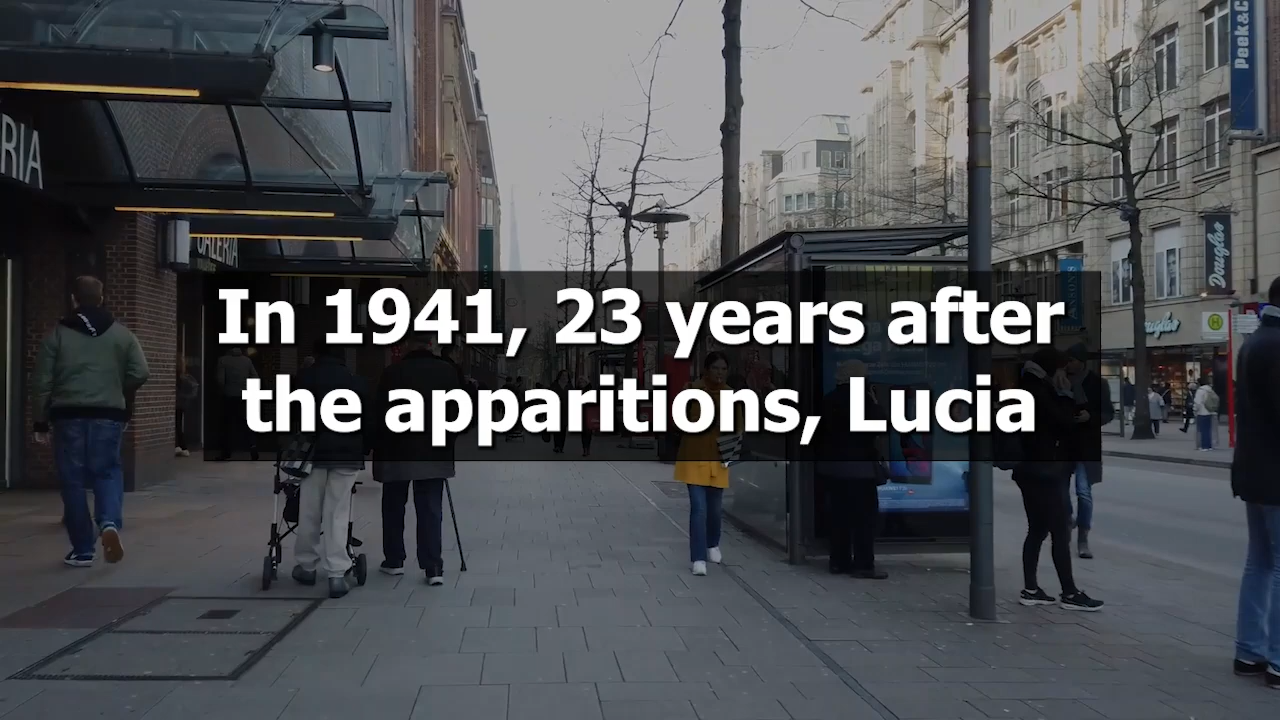 Peek&C
RIA
GALERIA
Douglas
In 1941, 23 years after
the apparitions, Lucia